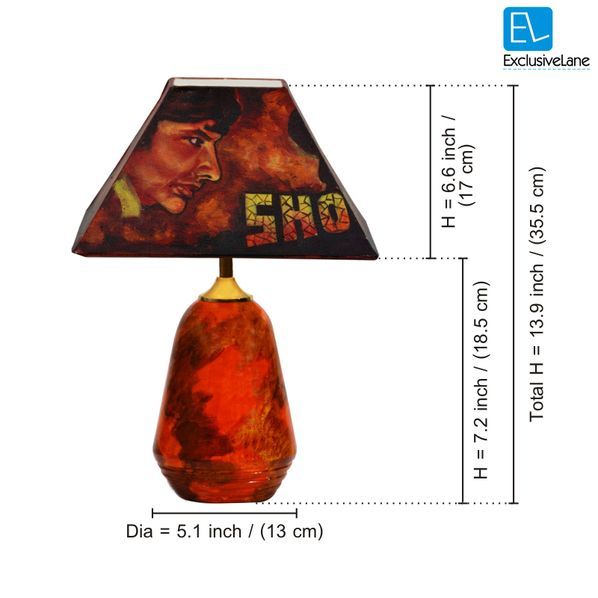 EL
ExclusiveLane
SHO
H = 6.6 inch /
(17 cm)
H = 7.2 inch / (18.5 cm)
Total H = 13.9 inch / (35.5 cm)
Dia = 5.1 inch / (13 cm)